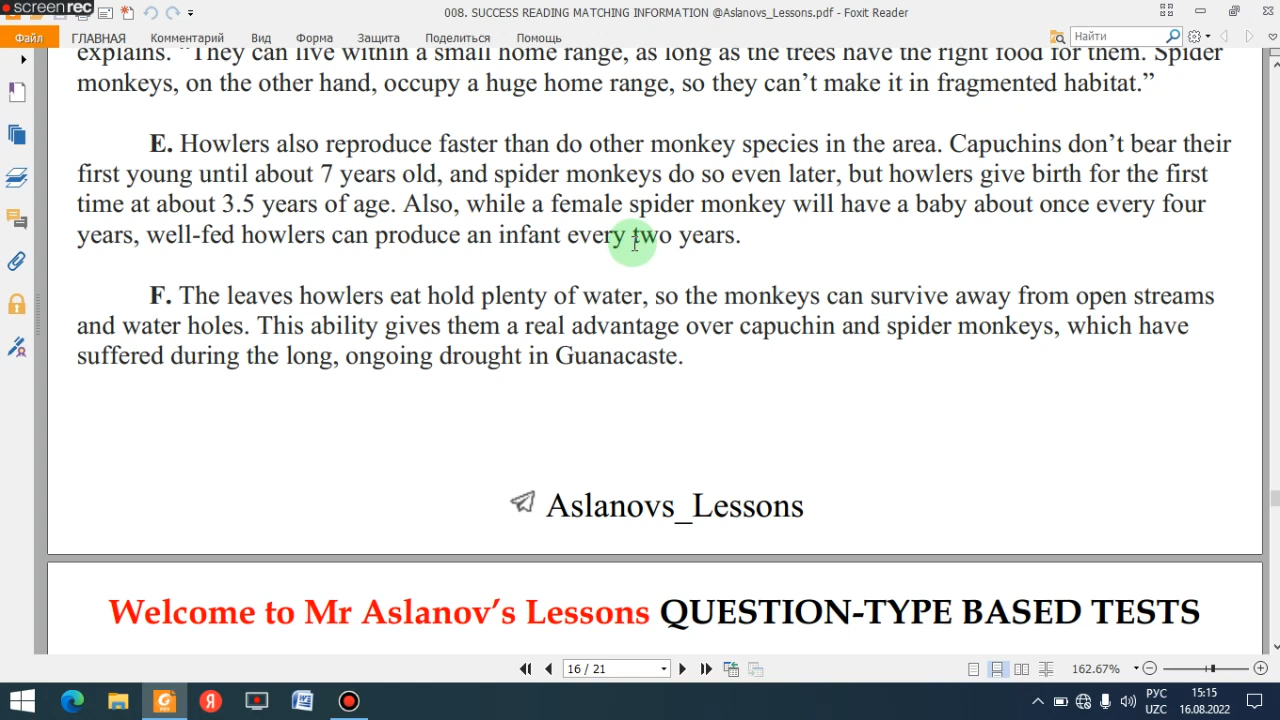 screenrec
008. SUCCESS READING MATCHING INFORMATION @Aslanovs_Lessons.pdf - Foxit Reader
Файл ГЛАВНАЯ Комментарий Вид Форма Защита Поделиться Помощь Найти
explains. “They can live within a small home range, as long as the trees have the right food for them. Spider
monkeys, on the other hand, occupy a huge home range, so they can’t make it in fragmented habitat.”
E. Howlers also reproduce faster than do other monkey species in the area. Capuchins don’t bear their
first young until about 7 years old, and spider monkeys do so even later, but howlers give birth for the first
time at about 3.5 years of age. Also, while a female spider monkey will have a baby about once every four
years, well-fed howlers can produce an infant every two years.
F. The leaves howlers eat hold plenty of water, so the monkeys can survive away from open streams
and water holes. This ability gives them a real advantage over capuchin and spider monkeys, which have
suffered during the long, ongoing drought in Guanacaste.
Aslanovs_Lessons
Welcome to Mr Aslanov’s Lessons QUESTION-TYPE BASED TESTS
16 / 21 162.67%
РУС 15:15
UZC 16.08.2022